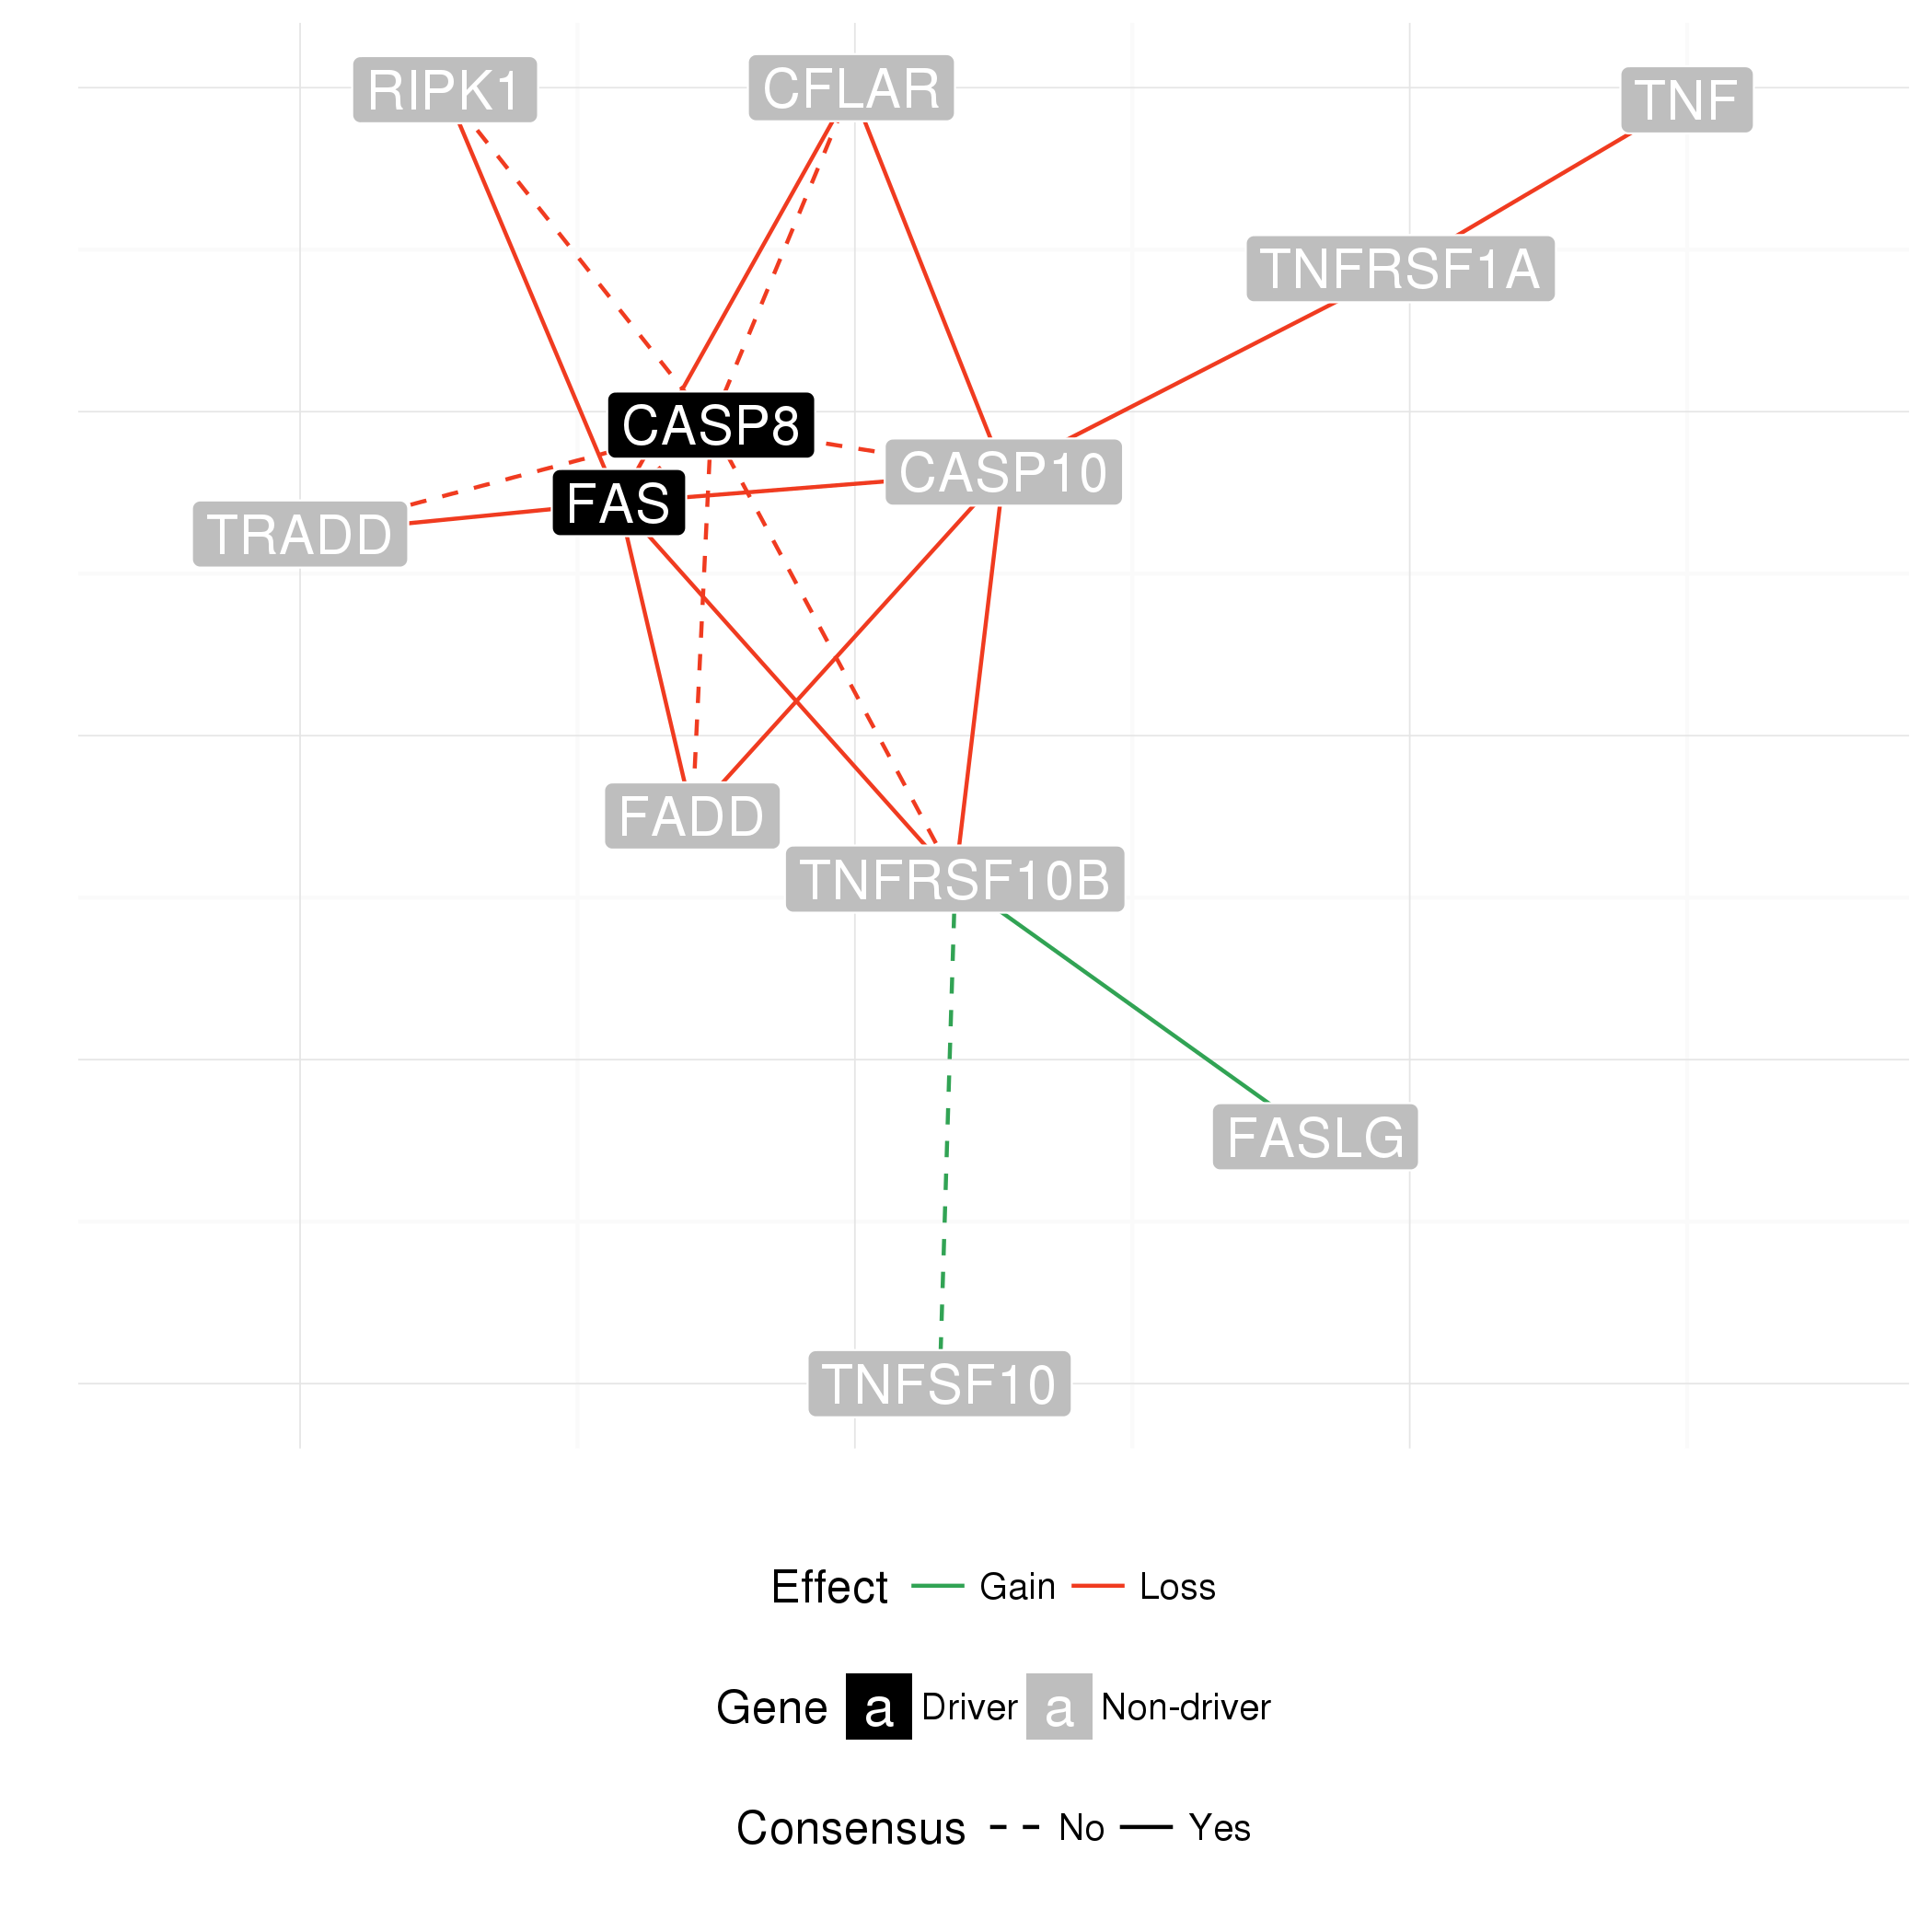 RIPK1
CFLAR
TNF
TNFRSF1A
CASP8
CASP10
FAS
TRADD
FADD
TNFRSF10B
FASLG
TNFSF10
Effect Gain Loss
Gene a Driver a Non-driver
Consensus No Yes